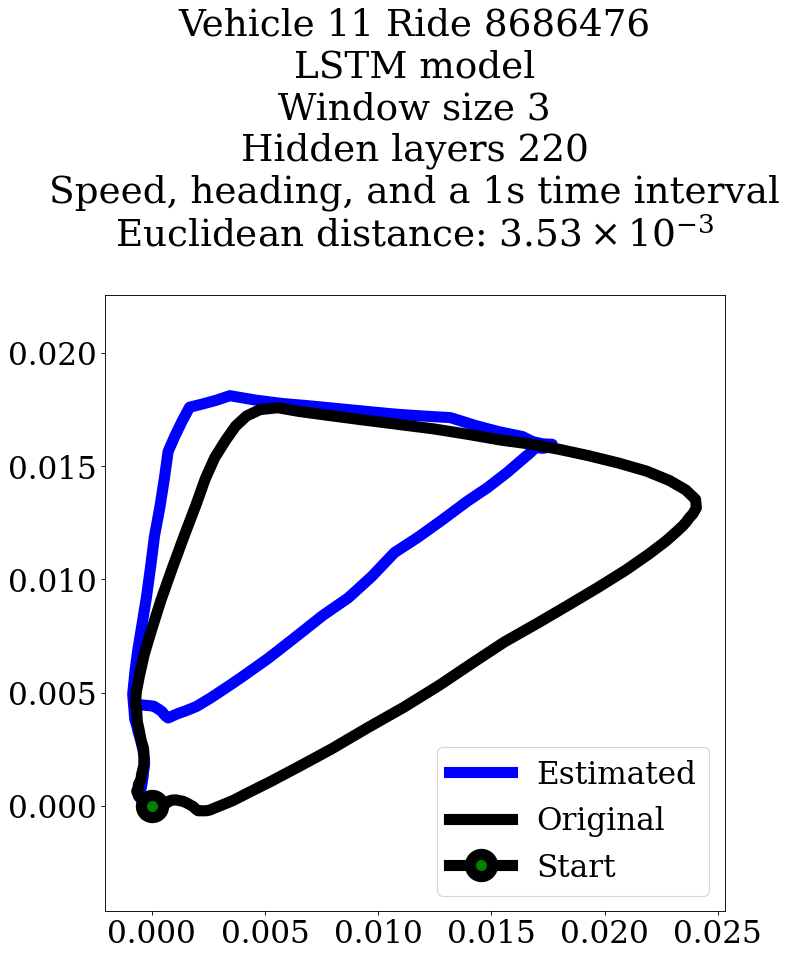 Vehicle 11 Ride 8686476
LSTM model
Window size 3
Hidden layers 220
Speed, heading, and a 1s time interval
Euclidean distance: 3.53 × 10⁻³
0.020
0.015
0.010
0.005
0.000
Estimated
Original
Start
0.000 0.005 0.010 0.015 0.020 0.025